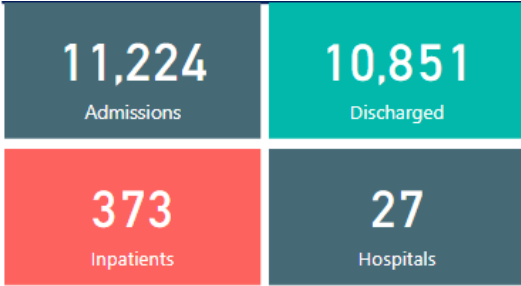 11,224
Admissions
10,851
Discharged
373
Inpatients
27
Hospitals